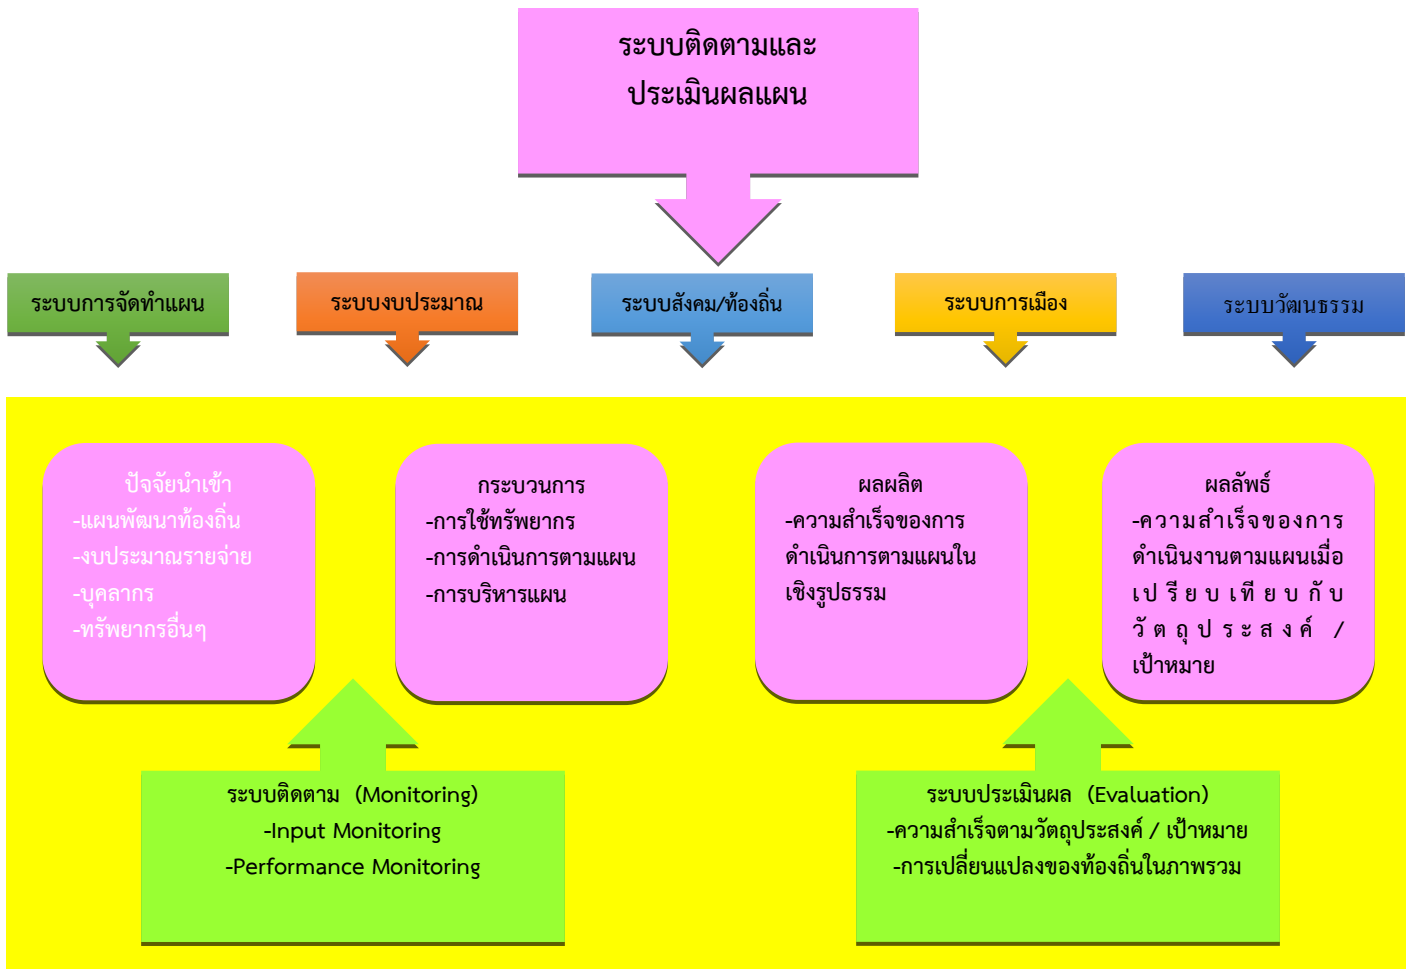 ระบบติดตามและ
ประเมินผลแผน
ระบบการจัดทำแผน
ระบบงบประมาณ
ระบบสังคม/ท้องถิ่น
ระบบการเมือง
ระบบวัฒนธรรม
ปัจจัยนำเข้า
-แผนพัฒนาท้องถิ่น
-งบประมาณรายจ่าย
-บุคลากร
-ทรัพยากรอื่นๆ
กระบวนการ
-การใช้ทรัพยากร
-การดำเนินการตามแผน
-การบริหารแผน
ผลผลิต
-ความสำเร็จของการ
ดำเนินการตามแผนใน
เชิงรูปธรรม
ผลลัพธ์
-ความสำเร็จของการ
ดำเนินงานตามแผนเมื่อ
เปรียบเทียบกับ
วัตถุประสงค์ /
เป้าหมาย
ระบบติดตาม (Monitoring)
-Input Monitoring
-Performance Monitoring
ระบบประเมินผล (Evaluation)
-ความสำเร็จตามวัตถุประสงค์ / เป้าหมาย
-การเปลี่ยนแปลงของท้องถิ่นในภาพรวม